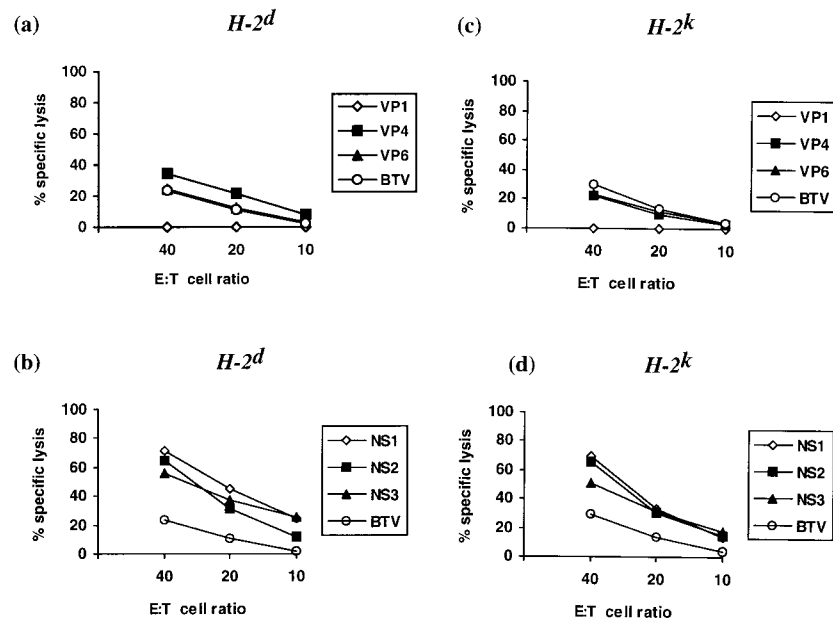 (a)
H-2d
% specific lysis
100
80
60
40
20
0
40 20 10
E:T cell ratio
VP1
VP4
VP6
BTV
(c)
H-2k
% specific lysis
100
80
60
40
20
0
40 20 10
E:T cell ratio
VP1
VP4
VP6
BTV
(b)
H-2d
% specific lysis
100
80
60
40
20
0
40 20 10
E:T cell ratio
NS1
NS2
NS3
BTV
(d)
H-2k
% specific lysis
100
80
60
40
20
0
40 20 10
E:T cell ratio
NS1
NS2
NS3
BTV